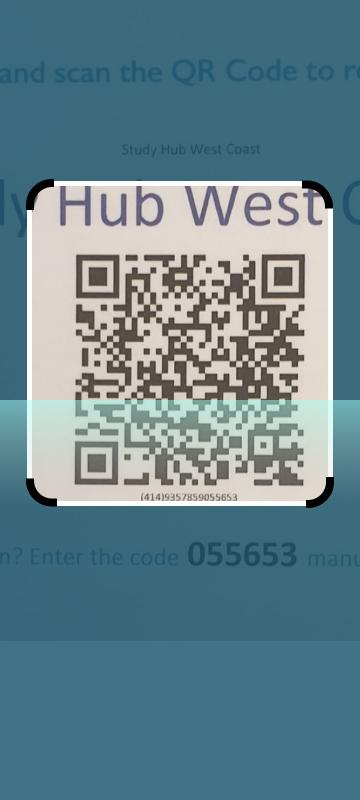 and scan the QR Code to
Study Hub West Coast
Hub West
(414)9357859055653
n? Enter the code 055653 manu